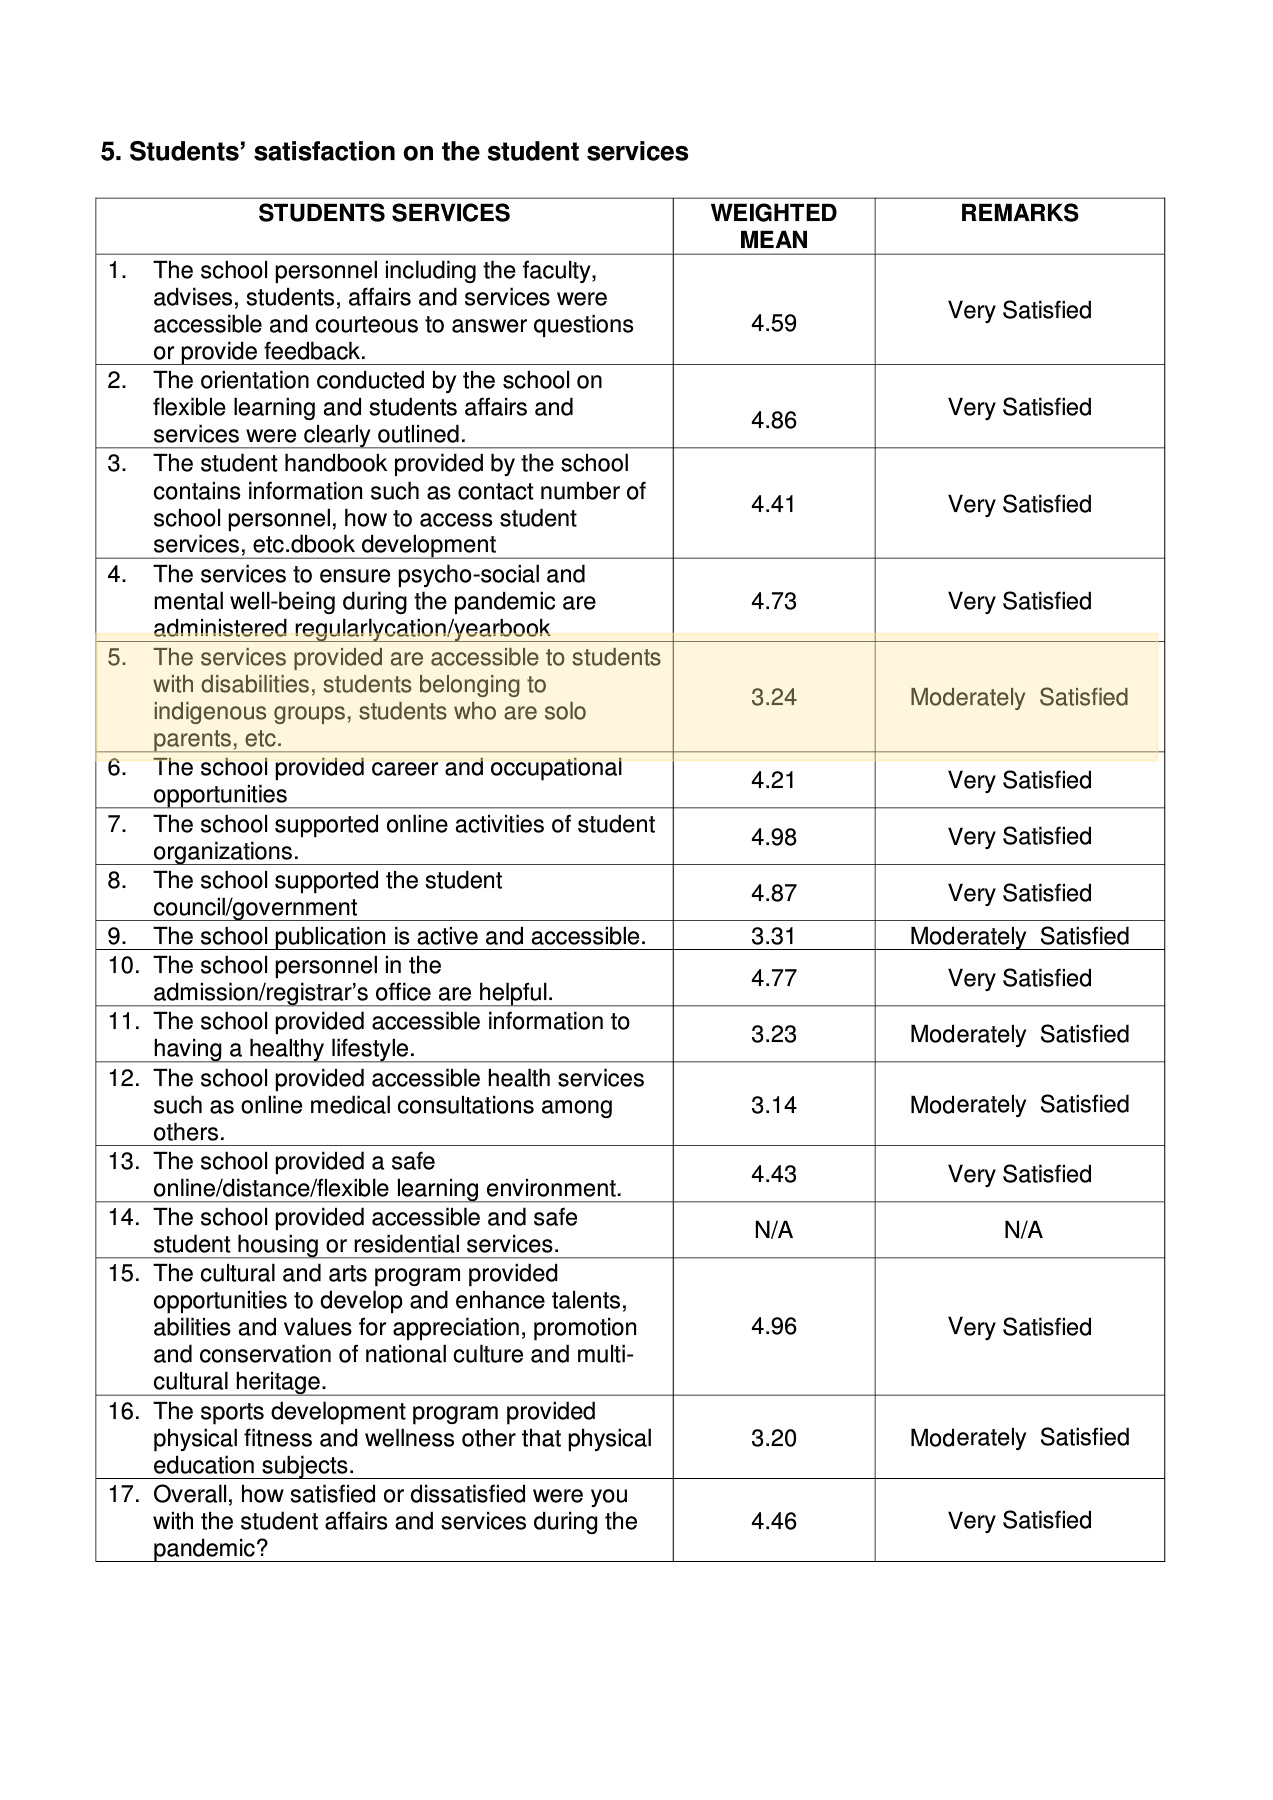 5. Students’ satisfaction on the student services
STUDENTS SERVICES WEIGHTED MEAN REMARKS
1. The school personnel including the faculty,
advises, students, affairs and services were
accessible and courteous to answer questions
or provide feedback.
4.59 Very Satisfied
2. The orientation conducted by the school on
flexible learning and students affairs and
services were clearly outlined.
4.86 Very Satisfied
3. The student handbook provided by the school
contains information such as contact number of
school personnel, how to access student
services, etc.dbook development
4.41 Very Satisfied
4. The services to ensure psycho-social and
mental well-being during the pandemic are
administered regularlycation/yearbook
4.73 Very Satisfied
5. The services provided are accessible to students
with disabilities, students belonging to
indigenous groups, students who are solo
parents, etc.
3.24 Moderately Satisfied
6. The school provided career and occupational
opportunities
4.21 Very Satisfied
7. The school supported online activities of student
organizations.
4.98 Very Satisfied
8. The school supported the student
council/government
4.87 Very Satisfied
9. The school publication is active and accessible. 3.31 Moderately Satisfied
10. The school personnel in the
admission/registrar’s office are helpful.
4.77 Very Satisfied
11. The school provided accessible information to
having a healthy lifestyle.
3.23 Moderately Satisfied
12. The school provided accessible health services
such as online medical consultations among
others.
3.14 Moderately Satisfied
13. The school provided a safe
online/distance/flexible learning environment.
4.43 Very Satisfied
14. The school provided accessible and safe
student housing or residential services.
N/A N/A
15. The cultural and arts program provided
opportunities to develop and enhance talents,
abilities and values for appreciation, promotion
and conservation of national culture and multi-
cultural heritage.
4.96 Very Satisfied
16. The sports development program provided
physical fitness and wellness other that physical
education subjects.
3.20 Moderately Satisfied
17. Overall, how satisfied or dissatisfied were you
with the student affairs and services during the
pandemic?
4.46 Very Satisfied